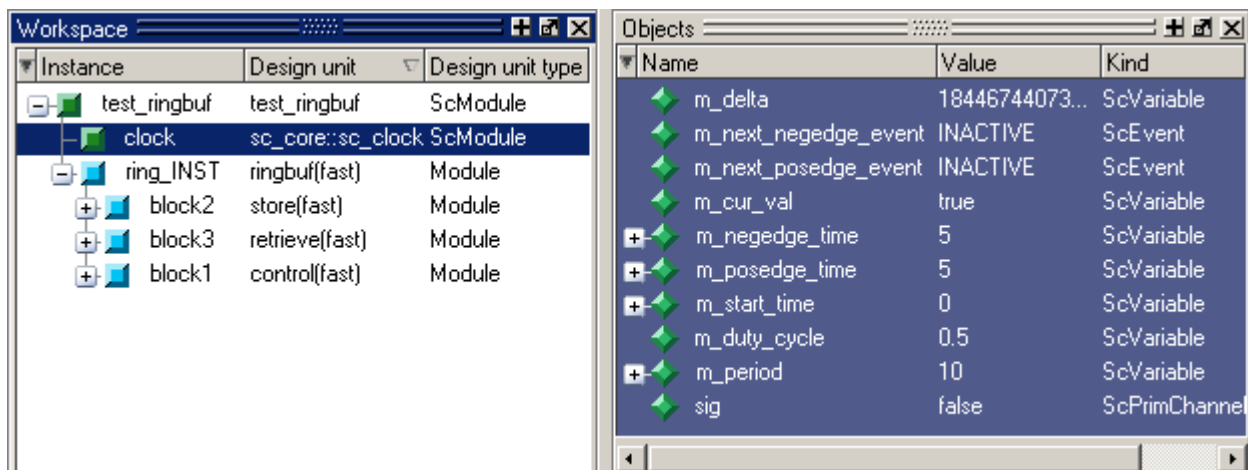 Workspace
Instance Design unit Design unit type
test_ringbuf test_ringbuf ScModule
clock sc_core::sc_clock ScModule
ring_INST ringbuf(fast) Module
block2 store(fast) Module
block3 retrieve(fast) Module
block1 control(fast) Module
Objects
Name Value Kind
m_delta 18446744073... ScVariable
m_next_negedge_event INACTIVE ScEvent
m_next_posedge_event INACTIVE ScEvent
m_cur_val true ScVariable
m_negedge_time 5 ScVariable
m_posedge_time 5 ScVariable
m_start_time 0 ScVariable
m_duty_cycle 0.5 ScVariable
m_period 10 ScVariable
sig false ScPrimChannel